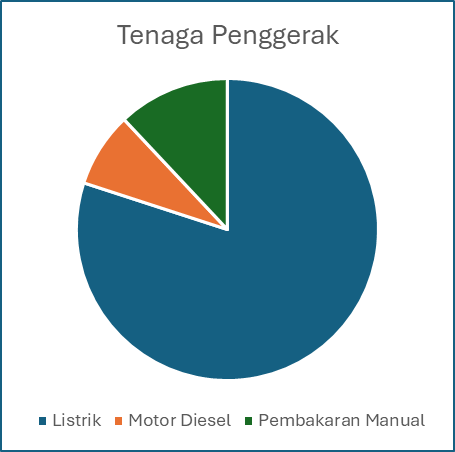 Tenaga Penggerak
Listrik Motor Diesel Pembakaran Manual